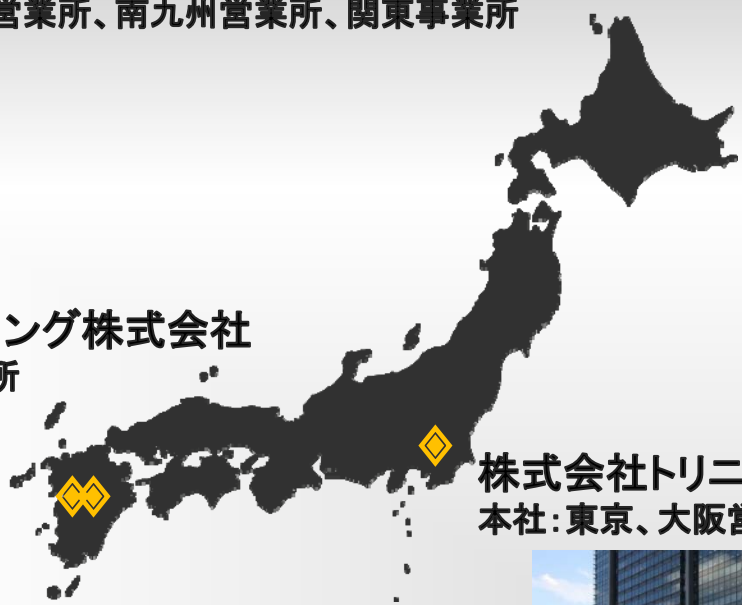 営業所、南九州営業所、関東事業所
ング株式会社
所
株式会社トリニ
本社：東京、大阪営